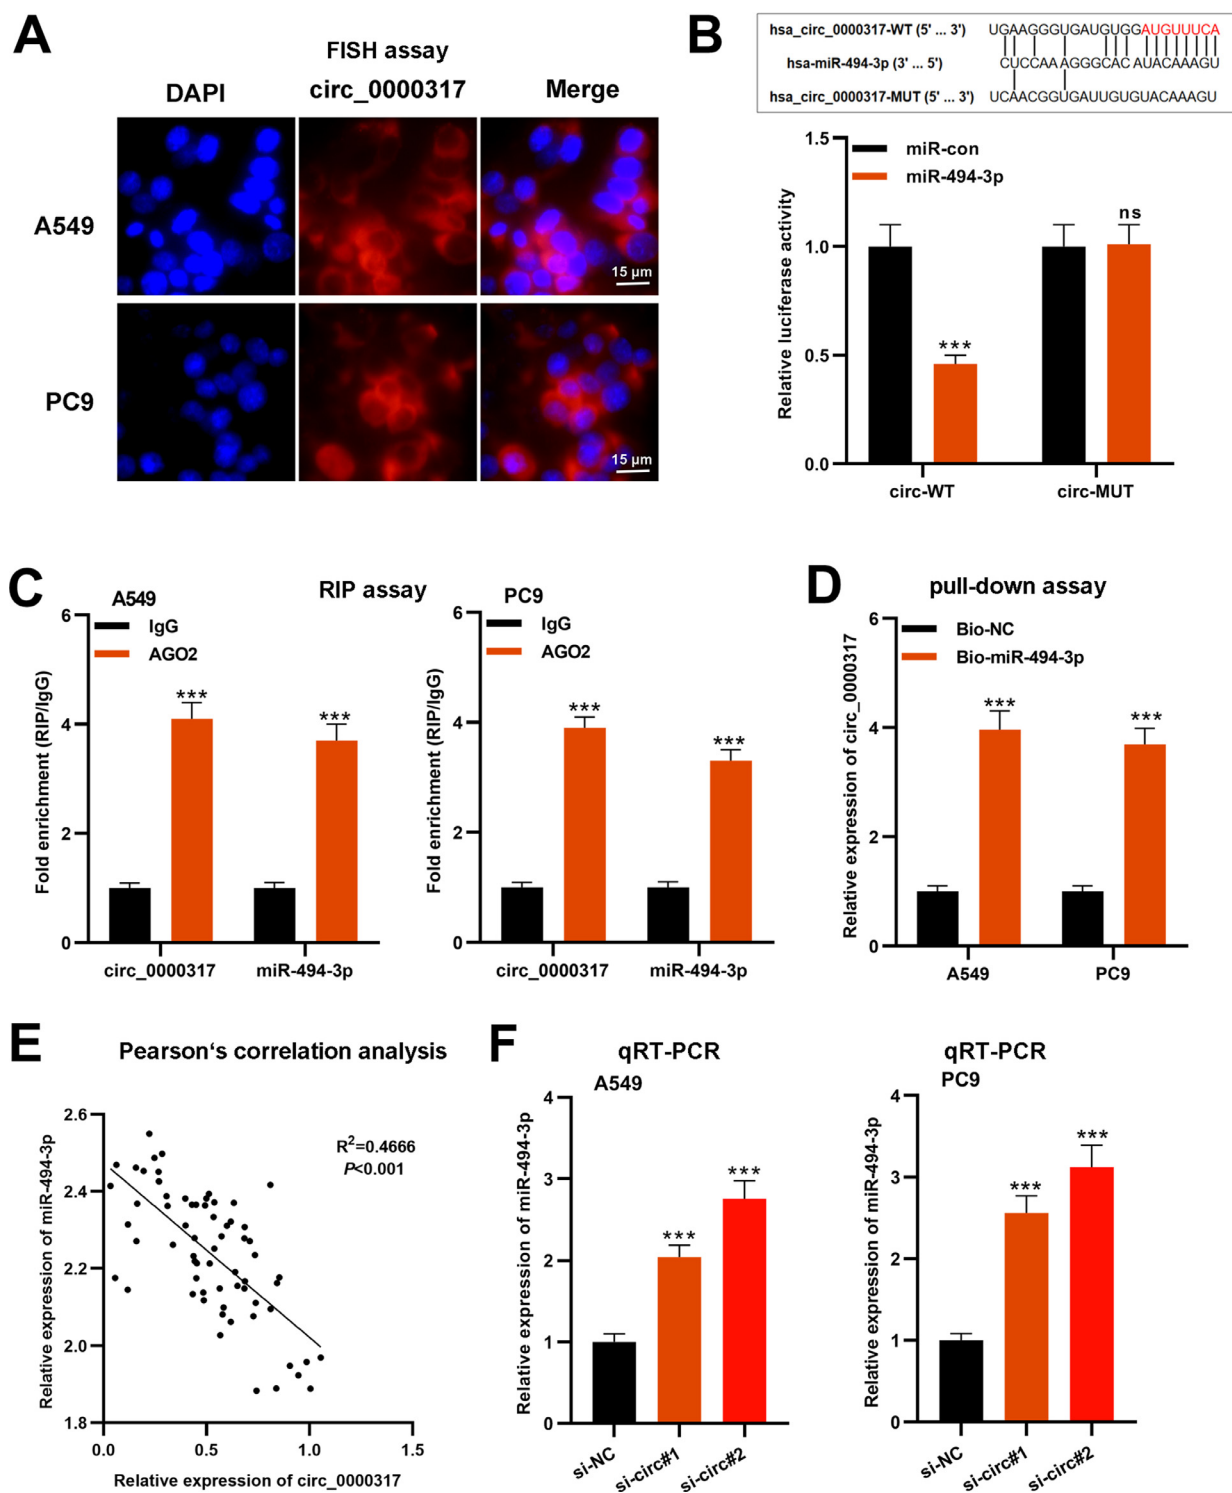 A
FISH assay
DAPI
circ_0000317
Merge
A549
15 µm
PC9
15 µm
B
hsa_circ_0000317-WT (5' ... 3') UGAAGGGUGAUGUGGAUGUUUCA
hsa-miR-494-3p (3' ... 5') CUCCAAAGGGCACAUACAAAGU
hsa_circ_0000317-MUT (5' ... 3') UCAACGGUGAUUGUGUACAAAGU
miR-con
miR-494-3p
Relative luciferase activity
1.5
1.0
0.5
0.0
***
ns
circ-WT
circ-MUT
C
RIP assay
A549
IgG
AGO2
Fold enrichment (RIP/IgG)
6
4
2
0
***
***
circ_0000317
miR-494-3p
PC9
IgG
AGO2
Fold enrichment (RIP/IgG)
6
4
2
0
***
***
circ_0000317
miR-494-3p
D
pull-down assay
Bio-NC
Bio-miR-494-3p
Relative expression of circ_0000317
6
4
2
0
***
***
A549
PC9
E
Pearson‘s correlation analysis
Relative expression of miR-494-3p
2.6
2.4
2.2
2.0
1.8
R²=0.4666
P<0.001
0.0
0.5
1.0
1.5
Relative expression of circ_0000317
F
qRT-PCR
A549
Relative expression of miR-494-3p
4
3
2
1
0
***
***
si-NC
si-circ#1
si-circ#2
qRT-PCR
PC9
Relative expression of miR-494-3p
4
3
2
1
0
***
***
si-NC
si-circ#1
si-circ#2